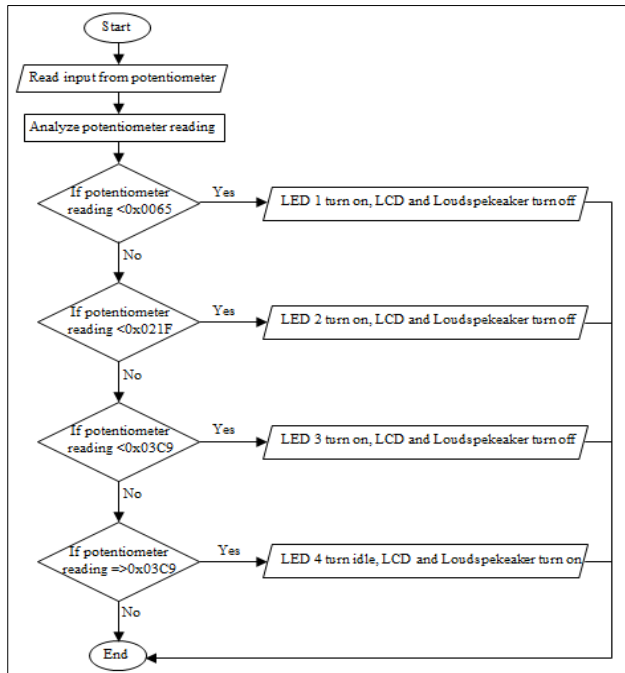 Start
Read input from potentiometer
Analyze potentiometer reading
If potentiometer
reading <0x0065
Yes
LED 1 turn on, LCD and Loudspekeaker turn off
No
If potentiometer
reading <0x021F
Yes
LED 2 turn on, LCD and Loudspekeaker turn off
No
If potentiometer
reading <0x03C9
Yes
LED 3 turn on, LCD and Loudspekeaker turn off
No
If potentiometer
reading =>0x03C9
Yes
LED 4 turn idle, LCD and Loudspekeaker turn on
No
End